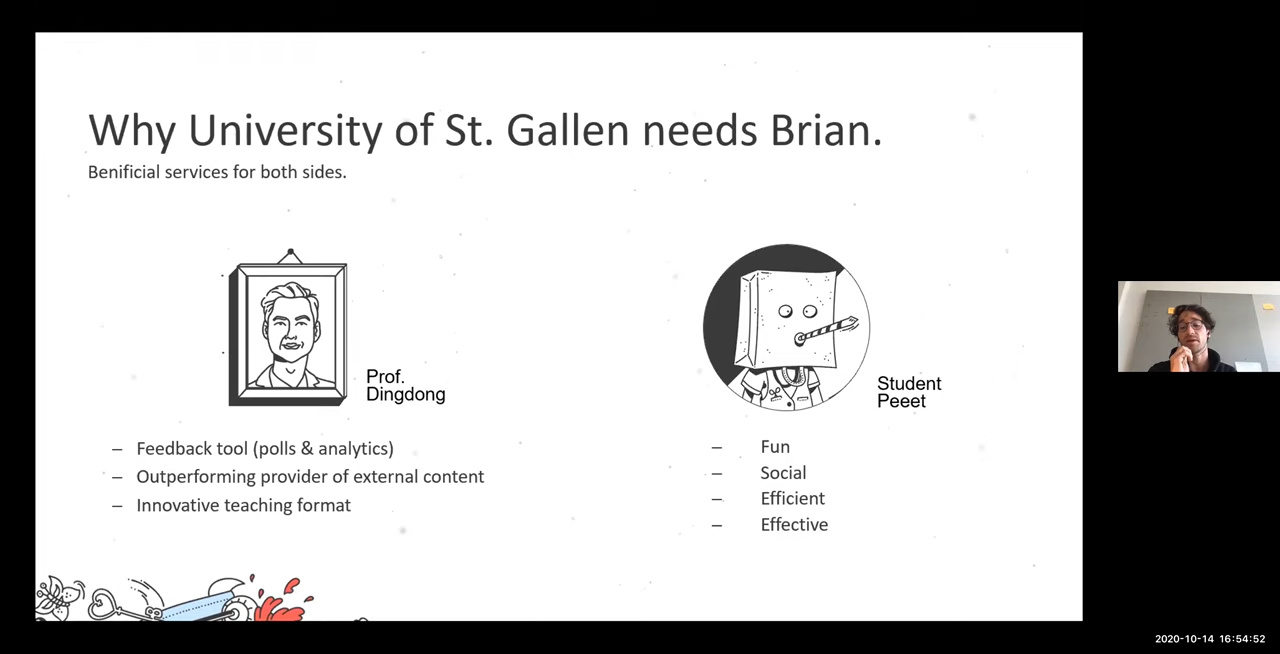 Why University of St. Gallen needs Brian.
Benificial services for both sides.
Prof.
Dingdong
– Feedback tool (polls & analytics)
– Outperforming provider of external content
– Innovative teaching format
Student
Peeet
– Fun
– Social
– Efficient
– Effective
2020-10-14 16:54:52